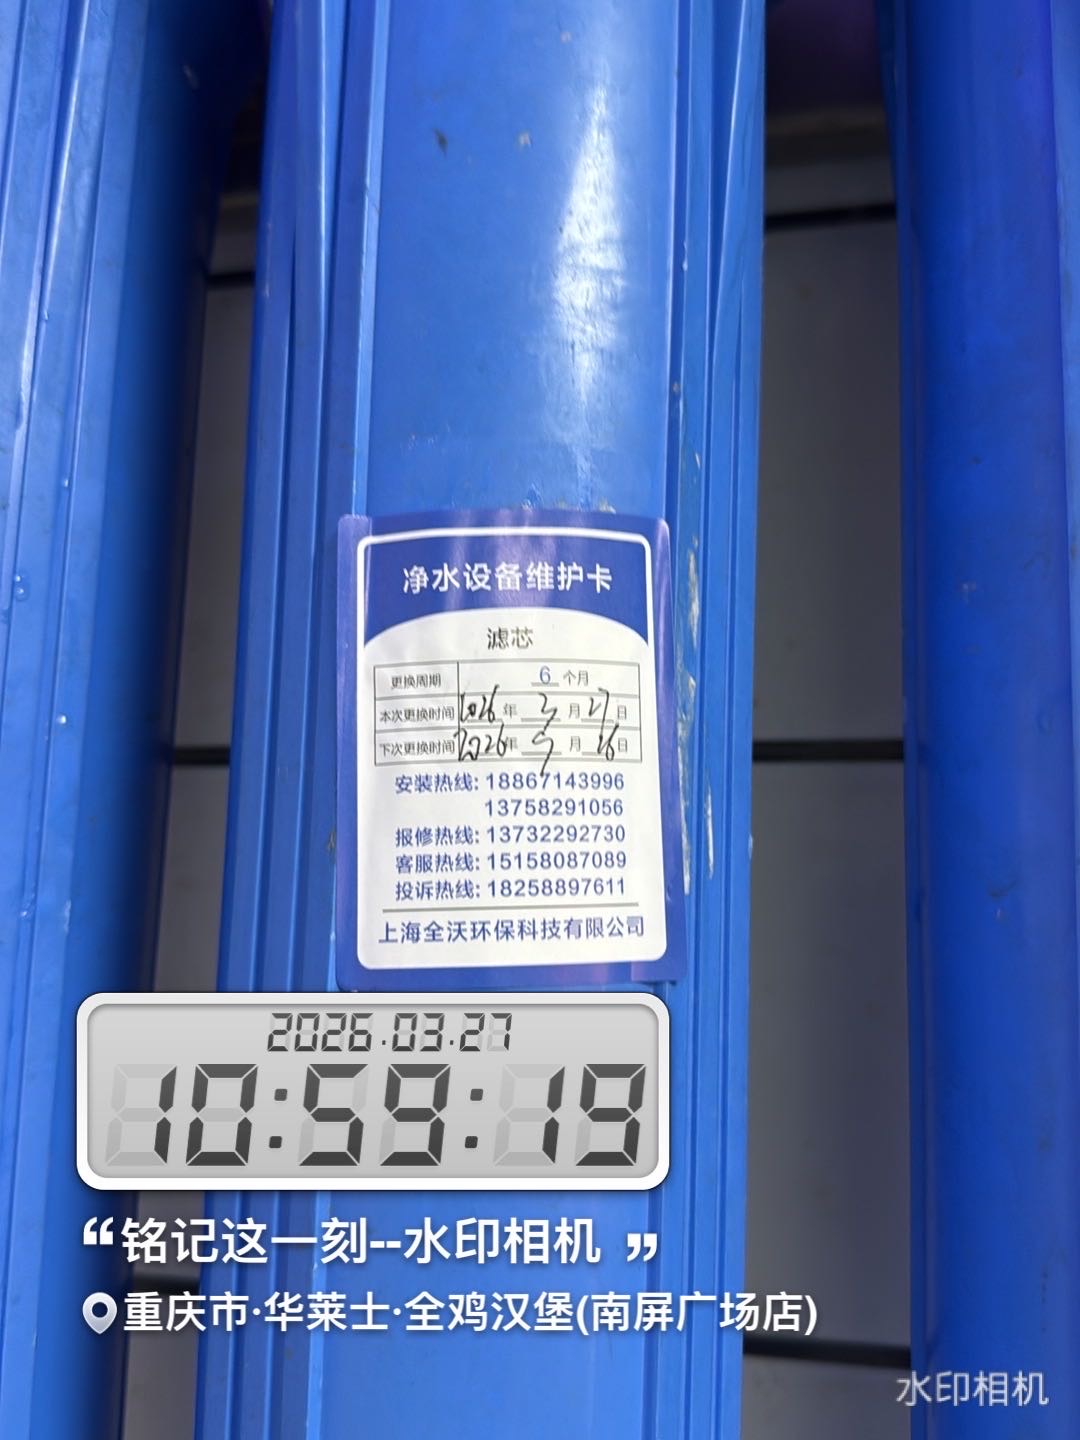 净水设备维护卡
滤芯
更换周期 6 个月
本次更换时间 2026 年 3 月 27 日
下次更换时间 2026 年 9 月 26 日
安装热线: 18867143996
13758291056
报修热线: 13732292730
客服热线: 15158087089
投诉热线: 18258897611
上海全沃环保科技有限公司
2026.03.27
10:59:19
“铭记这一刻--水印相机 ”
重庆市·华莱士·全鸡汉堡(南屏广场店)
水印相机